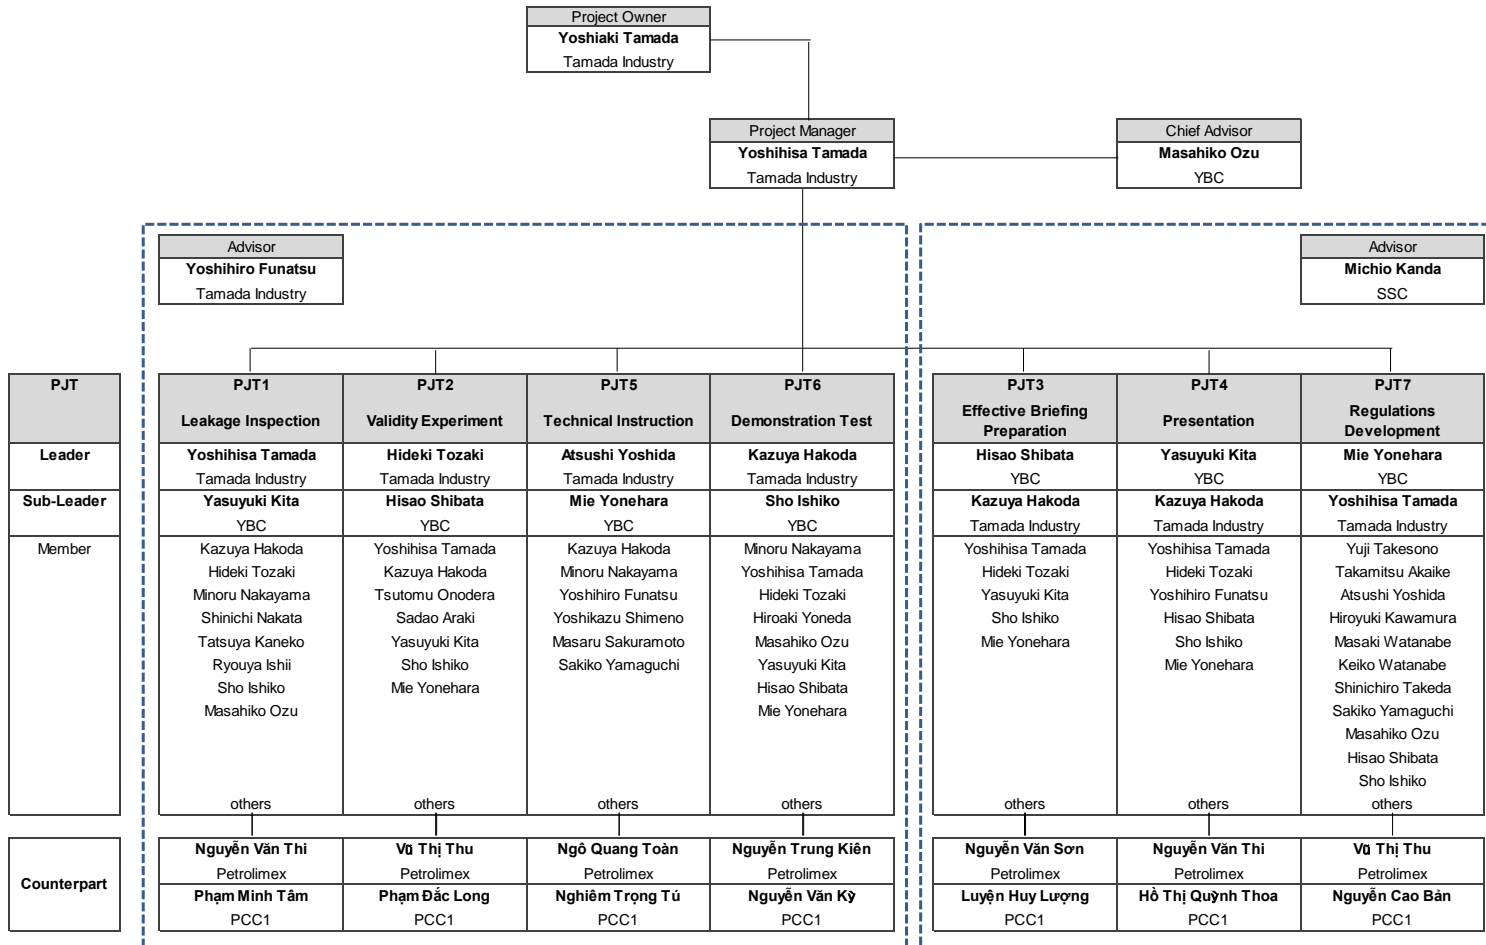 Project Owner
Yoshiaki Tamada
Tamada Industry
Project Manager
Yoshihisa Tamada
Tamada Industry
Chief Advisor
Masahiko Ozu
YBC
Advisor
Yoshihiro Funatsu
Tamada Industry
Advisor
Michio Kanda
SSC
PJT
Leader
Sub-Leader
Member
Counterpart
PJT1
Leakage Inspection
Yoshihisa Tamada
Tamada Industry
Yasuyuki Kita
YBC
Kazuya Hakoda
Hideki Tozaki
Minoru Nakayama
Shinichi Nakata
Tatsuya Kaneko
Ryouya Ishii
Sho Ishiko
Masahiko Ozu
others
Nguyễn Văn Thi
Petrolimex
Phạm Minh Tâm
PCC1
PJT2
Validity Experiment
Hideki Tozaki
Tamada Industry
Hisao Shibata
YBC
Yoshihisa Tamada
Kazuya Hakoda
Tsutomu Onodera
Sadao Araki
Yasuyuki Kita
Sho Ishiko
Mie Yonehara
others
Vũ Thị Thu
Petrolimex
Phạm Đắc Long
PCC1
PJT5
Technical Instruction
Atsushi Yoshida
Tamada Industry
Mie Yonehara
YBC
Kazuya Hakoda
Minoru Nakayama
Yoshihiro Funatsu
Yoshikazu Shimeno
Masaru Sakuramoto
Sakiko Yamaguchi
others
Ngô Quang Toàn
Petrolimex
Nghiêm Trọng Tú
PCC1
PJT6
Demonstration Test
Kazuya Hakoda
Tamada Industry
Sho Ishiko
YBC
Minoru Nakayama
Yoshihisa Tamada
Hideki Tozaki
Hiroaki Yoneda
Masahiko Ozu
Yasuyuki Kita
Hisao Shibata
Mie Yonehara
others
Nguyễn Trung Kiên
Petrolimex
Nguyễn Văn Kỳ
PCC1
PJT3
Effective Briefing
Preparation
Hisao Shibata
YBC
Kazuya Hakoda
Tamada Industry
Yoshihisa Tamada
Hideki Tozaki
Yasuyuki Kita
Sho Ishiko
Mie Yonehara
others
Nguyễn Văn Sơn
Petrolimex
Luyện Huy Lượng
PCC1
PJT4
Presentation
Yasuyuki Kita
YBC
Kazuya Hakoda
Tamada Industry
Yoshihisa Tamada
Hideki Tozaki
Yoshihiro Funatsu
Hisao Shibata
Sho Ishiko
Mie Yonehara
others
Nguyễn Văn Thi
Petrolimex
Hồ Thị Quỳnh Thoa
PCC1
PJT7
Regulations
Development
Mie Yonehara
YBC
Yoshihisa Tamada
Tamada Industry
Yuji Takesono
Takamitsu Akaike
Atsushi Yoshida
Hiroyuki Kawamura
Masaki Watanabe
Keiko Watanabe
Shinichiro Takeda
Sakiko Yamaguchi
Masahiko Ozu
Hisao Shibata
Sho Ishiko
others
Vũ Thị Thu
Petrolimex
Nguyễn Cao Bản
PCC1